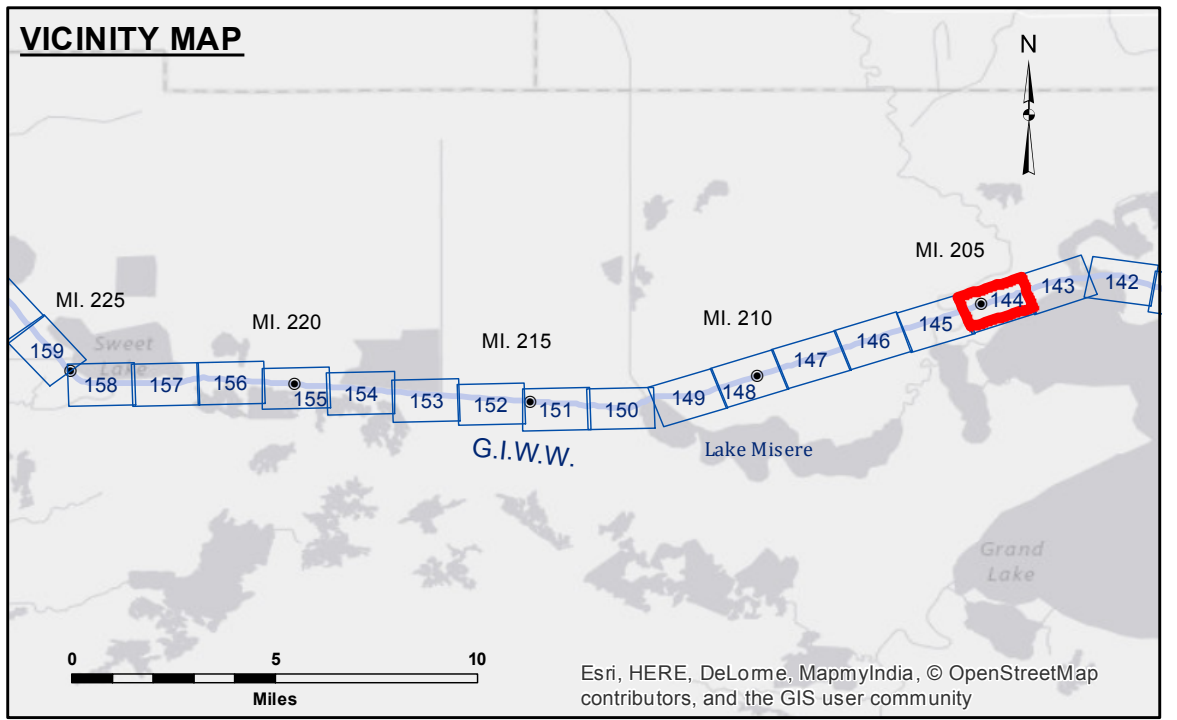 VICINITY MAP
N
MI. 205
MI. 225
MI. 220
MI. 215
MI. 210
159
158
157
156
155
154
153
152
151
150
149
148
147
146
145
144
143
142
Sweet
Lake
G.I.W.W.
Lake Misere
Grand
Lake
0 5 10
Miles
Esri, HERE, DeLorme, MapmyIndia, © OpenStreetMap
contributors, and the GIS user community